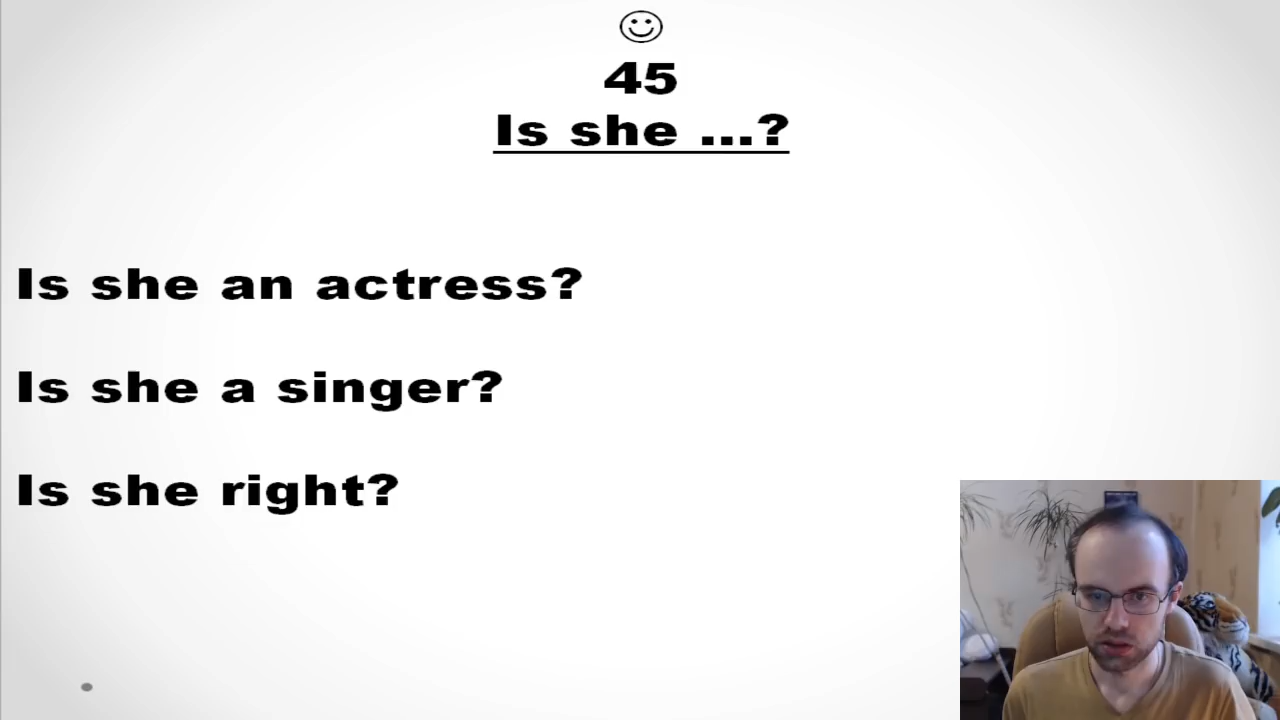 45
Is she ...?
Is she an actress?
Is she a singer?
Is she right?